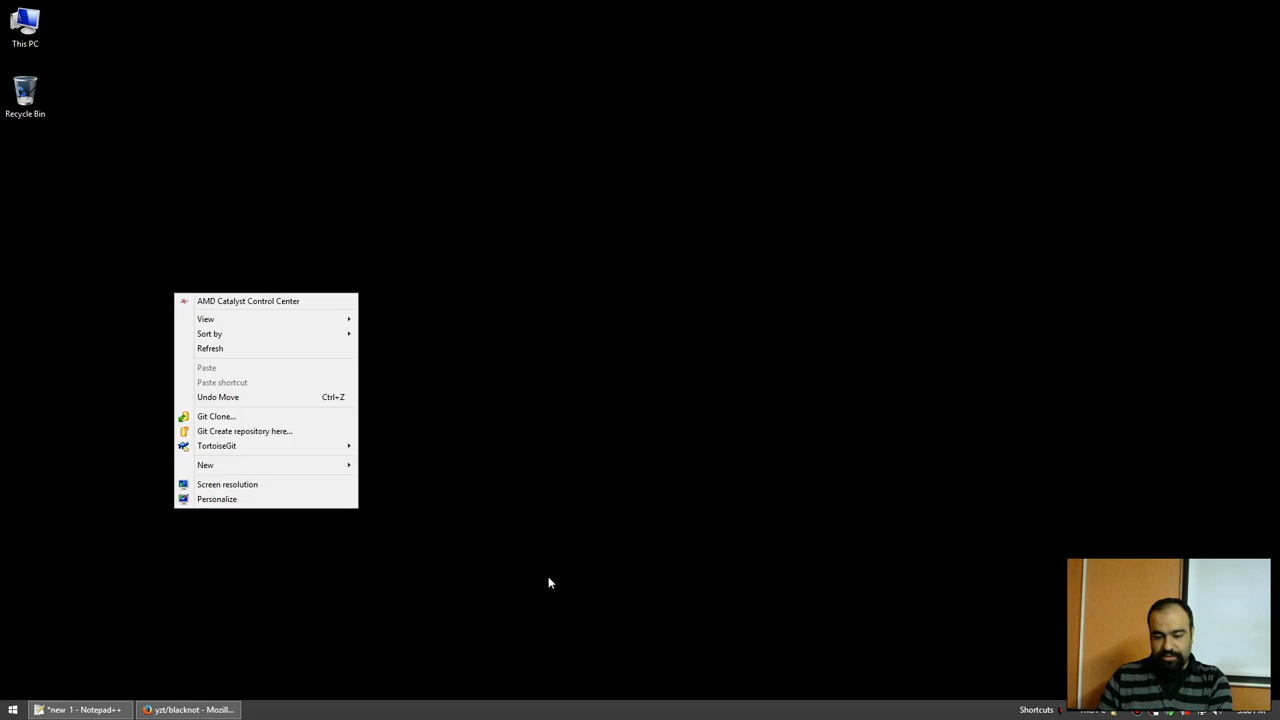 This PC
Recycle Bin
AMD Catalyst Control Center
View
Sort by
Refresh
Paste
Paste shortcut
Undo Move Ctrl+Z
Git Clone...
Git Create repository here...
TortoiseGit
New
Screen resolution
Personalize
*new 1 - Notepad++
yzt/blacknot - Mozill...
Shortcuts